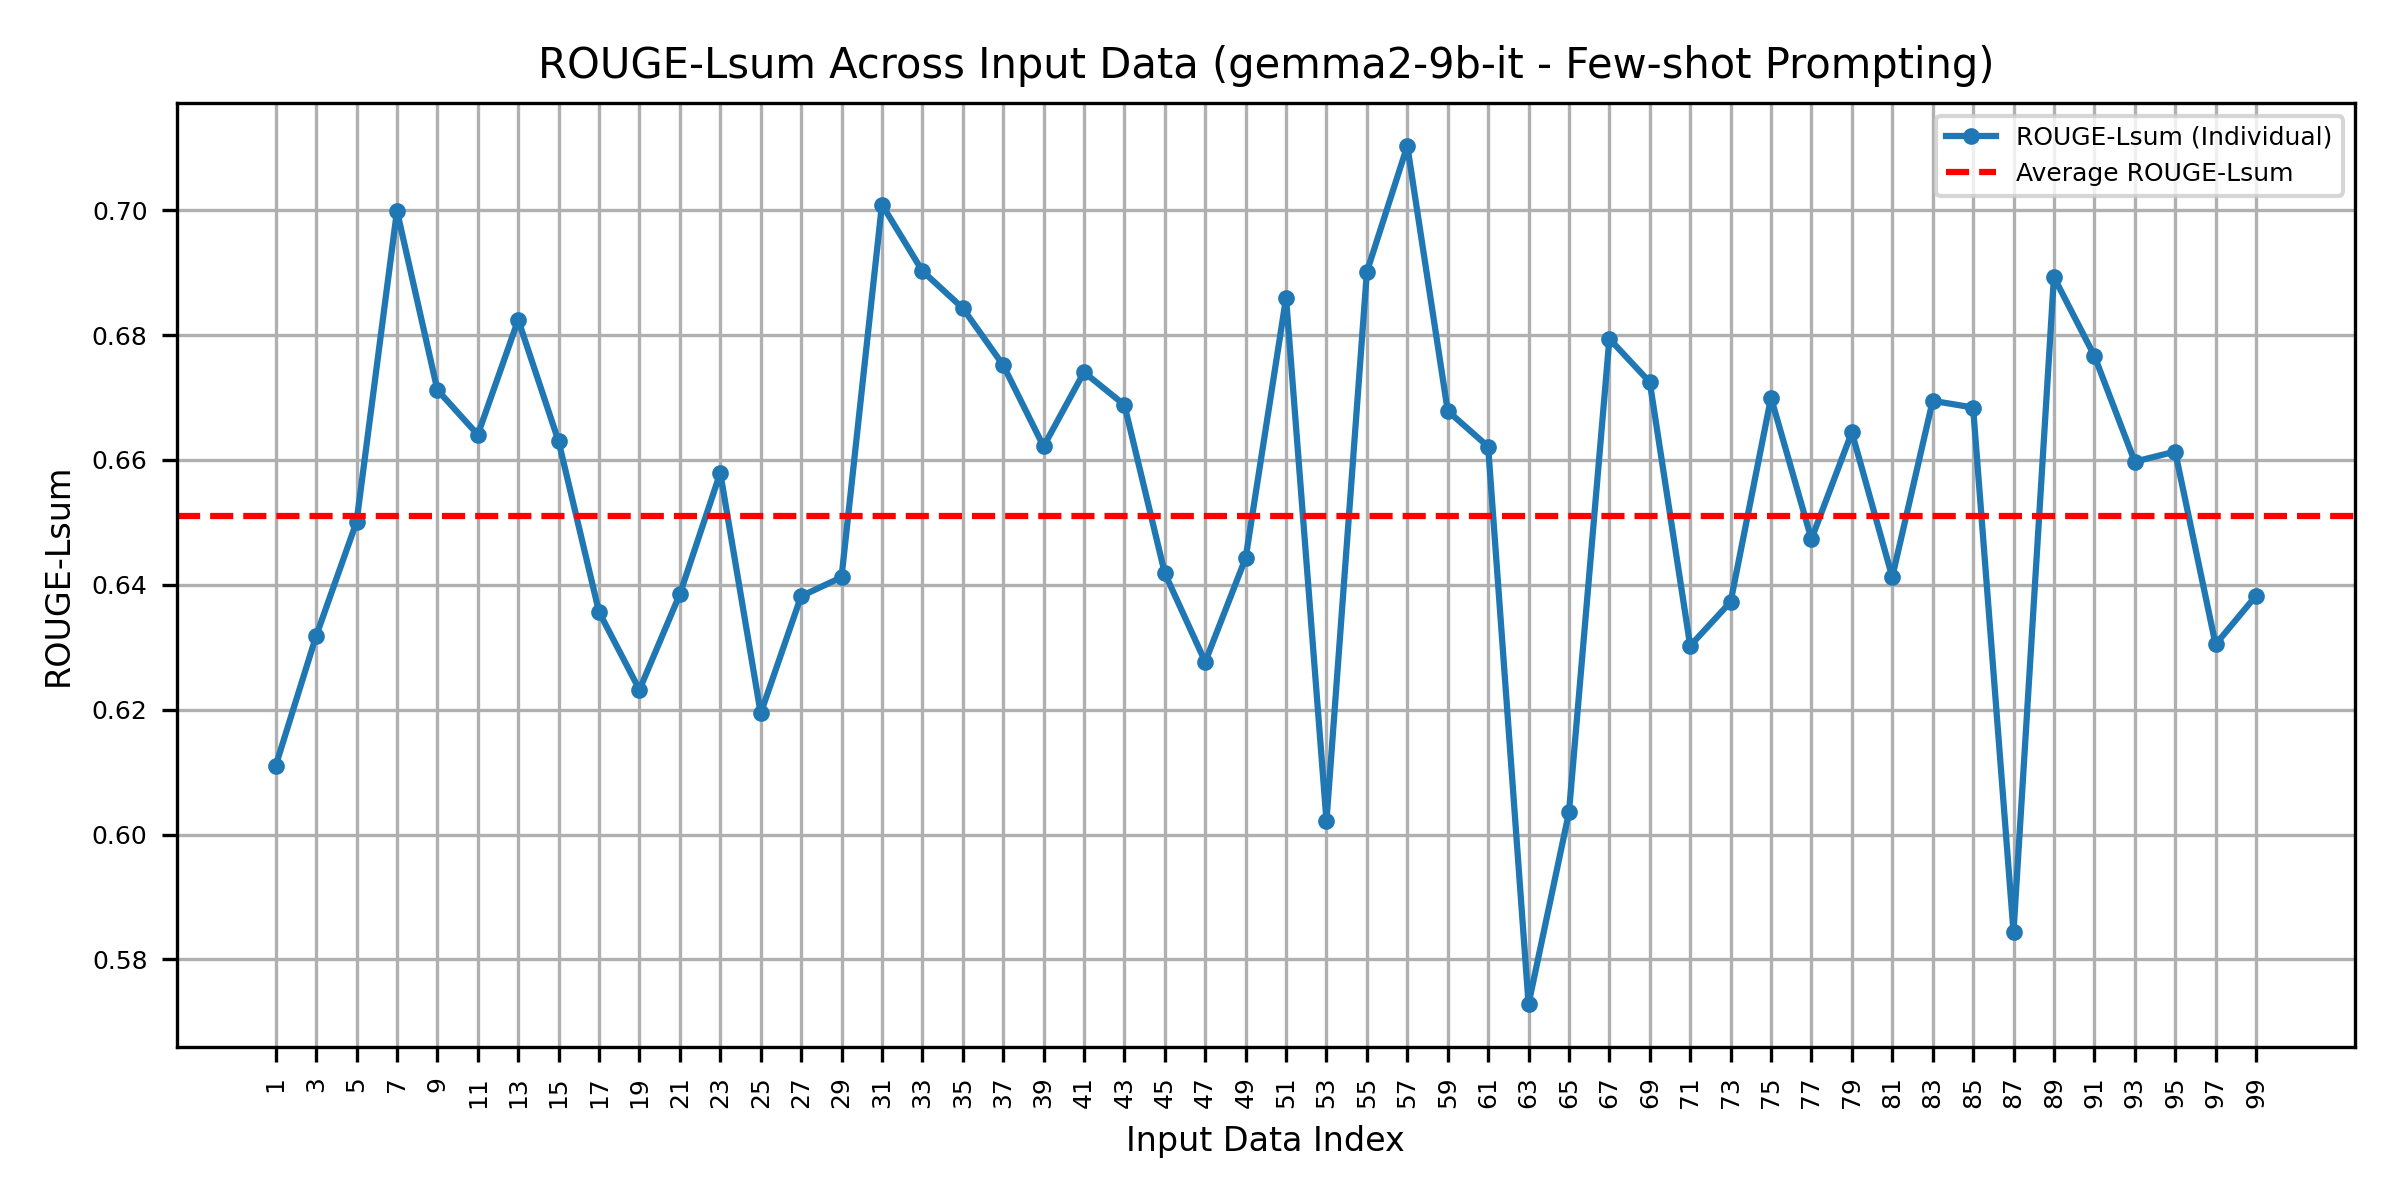 ROUGE-Lsum Across Input Data (gemma2-9b-it - Few-shot Prompting)
ROUGE-Lsum (Individual)
Average ROUGE-Lsum
ROUGE-Lsum
0.70
0.68
0.66
0.64
0.62
0.60
0.58
1 3 5 7 9 11 13 15 17 19 21 23 25 27 29 31 33 35 37 39 41 43 45 47 49 51 53 55 57 59 61 63 65 67 69 71 73 75 77 79 81 83 85 87 89 91 93 95 97 99
Input Data Index